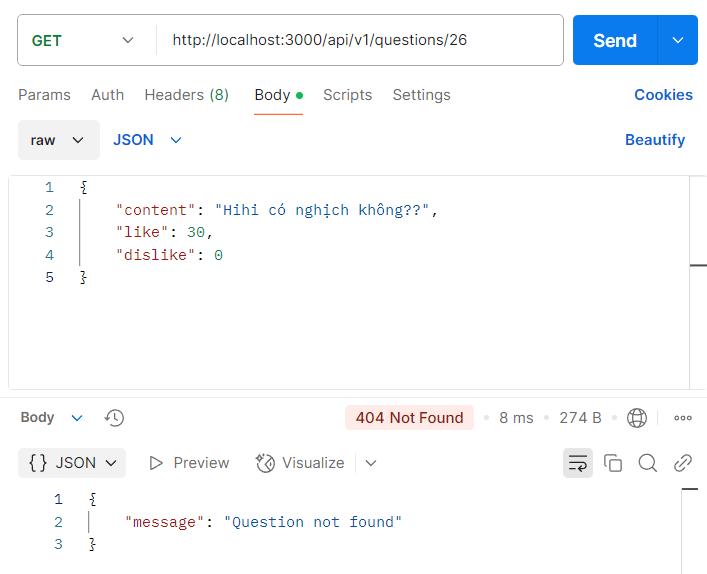 GET http://localhost:3000/api/v1/questions/26 Send
Params Auth Headers (8) Body Scripts Settings Cookies
raw JSON Beautify
1 {
2 "content": "Hihi có nghịch không??",
3 "like": 30,
4 "dislike": 0
5 }
Body 404 Not Found 8 ms 274 B
{} JSON Preview Visualize
1 {
2 "message": "Question not found"
3 }